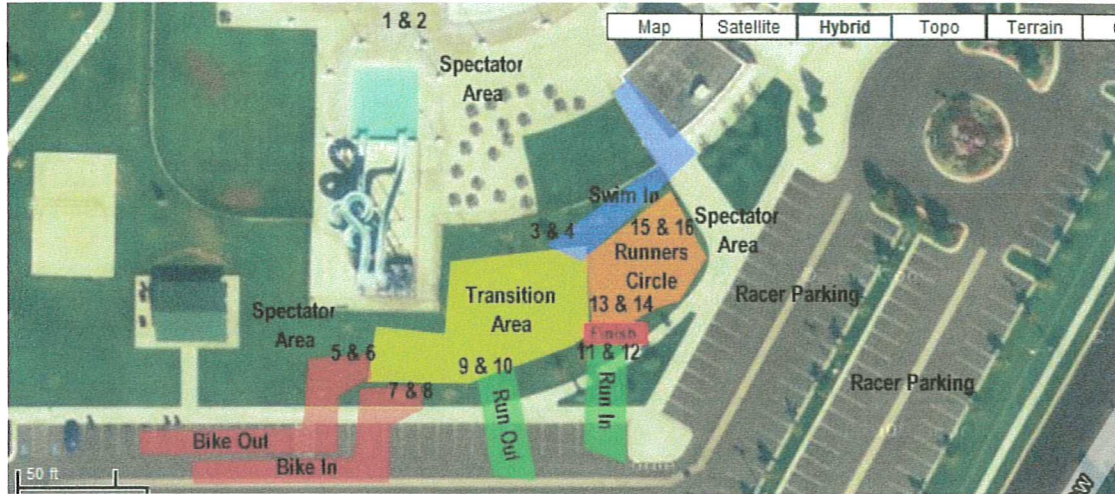 1 & 2
Map Satellite Hybrid Topo Terrain
Spectator
Area
Swim In
3 & 4
15 & 16
Spectator
Area
Runners
Circle
Transition
Area
Racer Parking
13 & 14
Spectator
Area
Finish
5 & 6
11 & 12
9 & 10
7 & 8
Racer Parking
Run Out
Run In
Bike Out
Bike In
50 ft
W